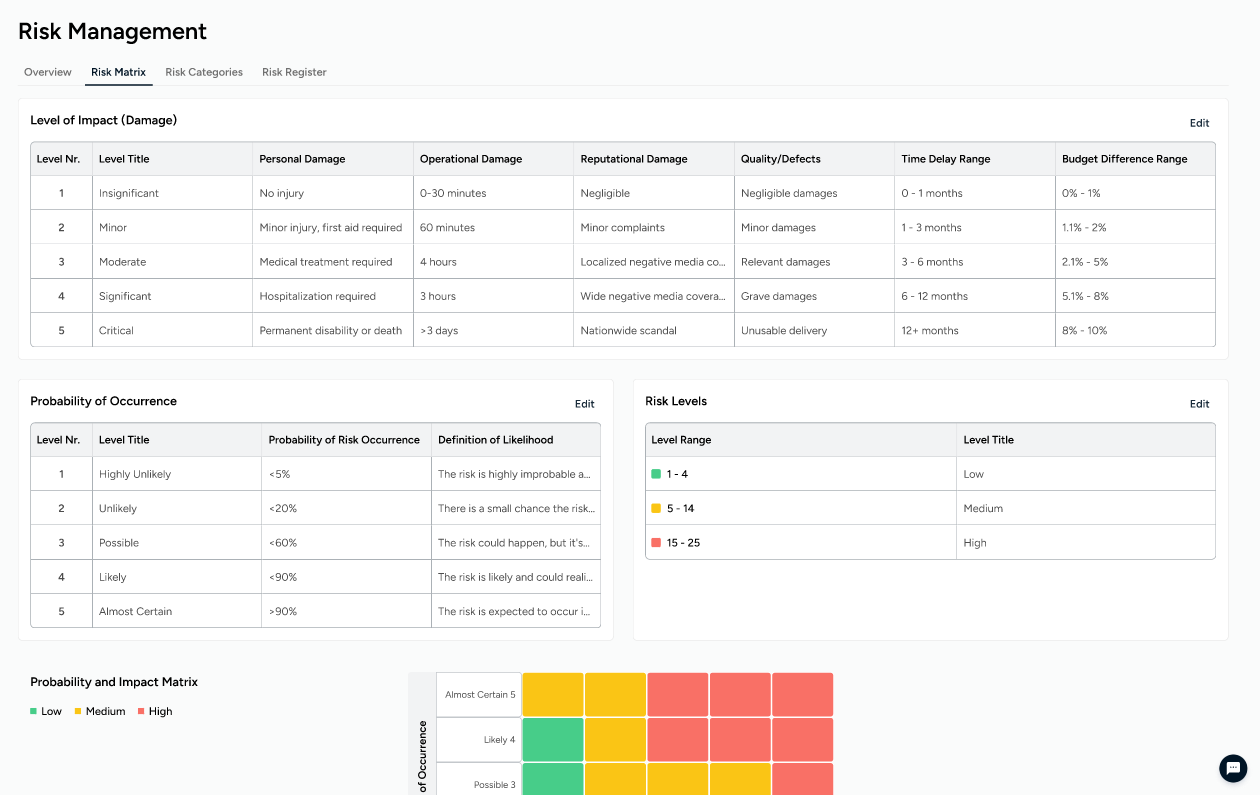 Risk Management
Overview Risk Matrix Risk Categories Risk Register
Level of Impact (Damage)
Edit
Level Nr. Level Title Personal Damage Operational Damage Reputational Damage Quality/Defects Time Delay Range Budget Difference Range
1 Insignificant No injury 0-30 minutes Negligible Negligible damages 0 - 1 months 0% - 1%
2 Minor Minor injury, first aid required 60 minutes Minor complaints Minor damages 1 - 3 months 1.1% - 2%
3 Moderate Medical treatment required 4 hours Localized negative media co... Relevant damages 3 - 6 months 2.1% - 5%
4 Significant Hospitalization required 3 hours Wide negative media covera... Grave damages 6 - 12 months 5.1% - 8%
5 Critical Permanent disability or death >3 days Nationwide scandal Unusable delivery 12+ months 8% - 10%
Probability of Occurrence
Edit
Level Nr. Level Title Probability of Risk Occurrence Definition of Likelihood
1 Highly Unlikely <5% The risk is highly improbable a...
2 Unlikely <20% There is a small chance the risk...
3 Possible <60% The risk could happen, but it's...
4 Likely <90% The risk is likely and could reali...
5 Almost Certain >90% The risk is expected to occur i...
Risk Levels
Edit
Level Range Level Title
1 - 4 Low
5 - 14 Medium
15 - 25 High
Probability and Impact Matrix
Low Medium High
of Occurrence
Almost Certain 5
Likely 4
Possible 3